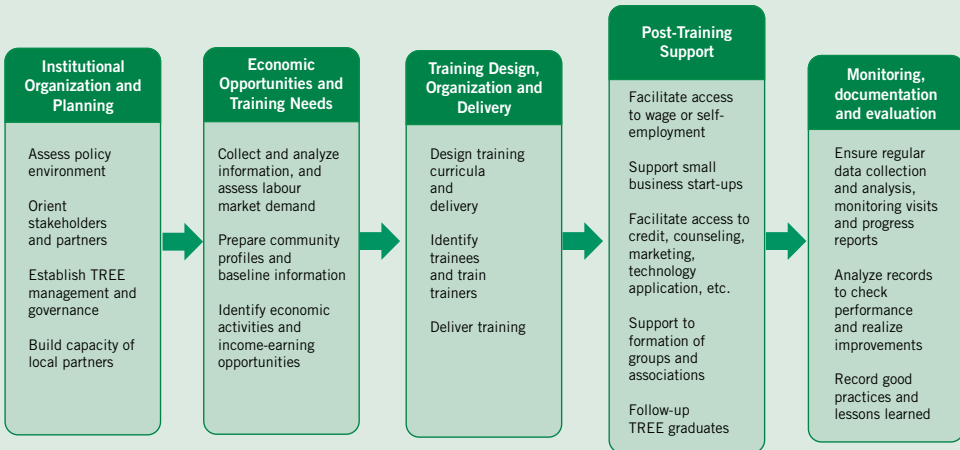 Institutional
Organization and
Planning
Assess policy
environment
Orient
stakeholders
and partners
Establish TREE
management and
governance
Build capacity of
local partners
Economic
Opportunities and
Training Needs
Collect and analyze
information, and
assess labour
market demand
Prepare community
profiles and
baseline information
Identify economic
activities and
income-earning
opportunities
Training Design,
Organization and
Delivery
Design training
curricula
and
delivery
Identify
trainees
and train
trainers
Deliver training
Post-Training
Support
Facilitate access
to wage or self-
employment
Support small
business start-ups
Facilitate access to
credit, counseling,
marketing,
technology
application, etc.
Support to
formation of
groups and
associations
Follow-up
TREE graduates
Monitoring,
documentation
and evaluation
Ensure regular
data collection
and analysis,
monitoring visits
and progress
reports
Analyze records
to check
performance
and realize
improvements
Record good
practices and
lessons learned